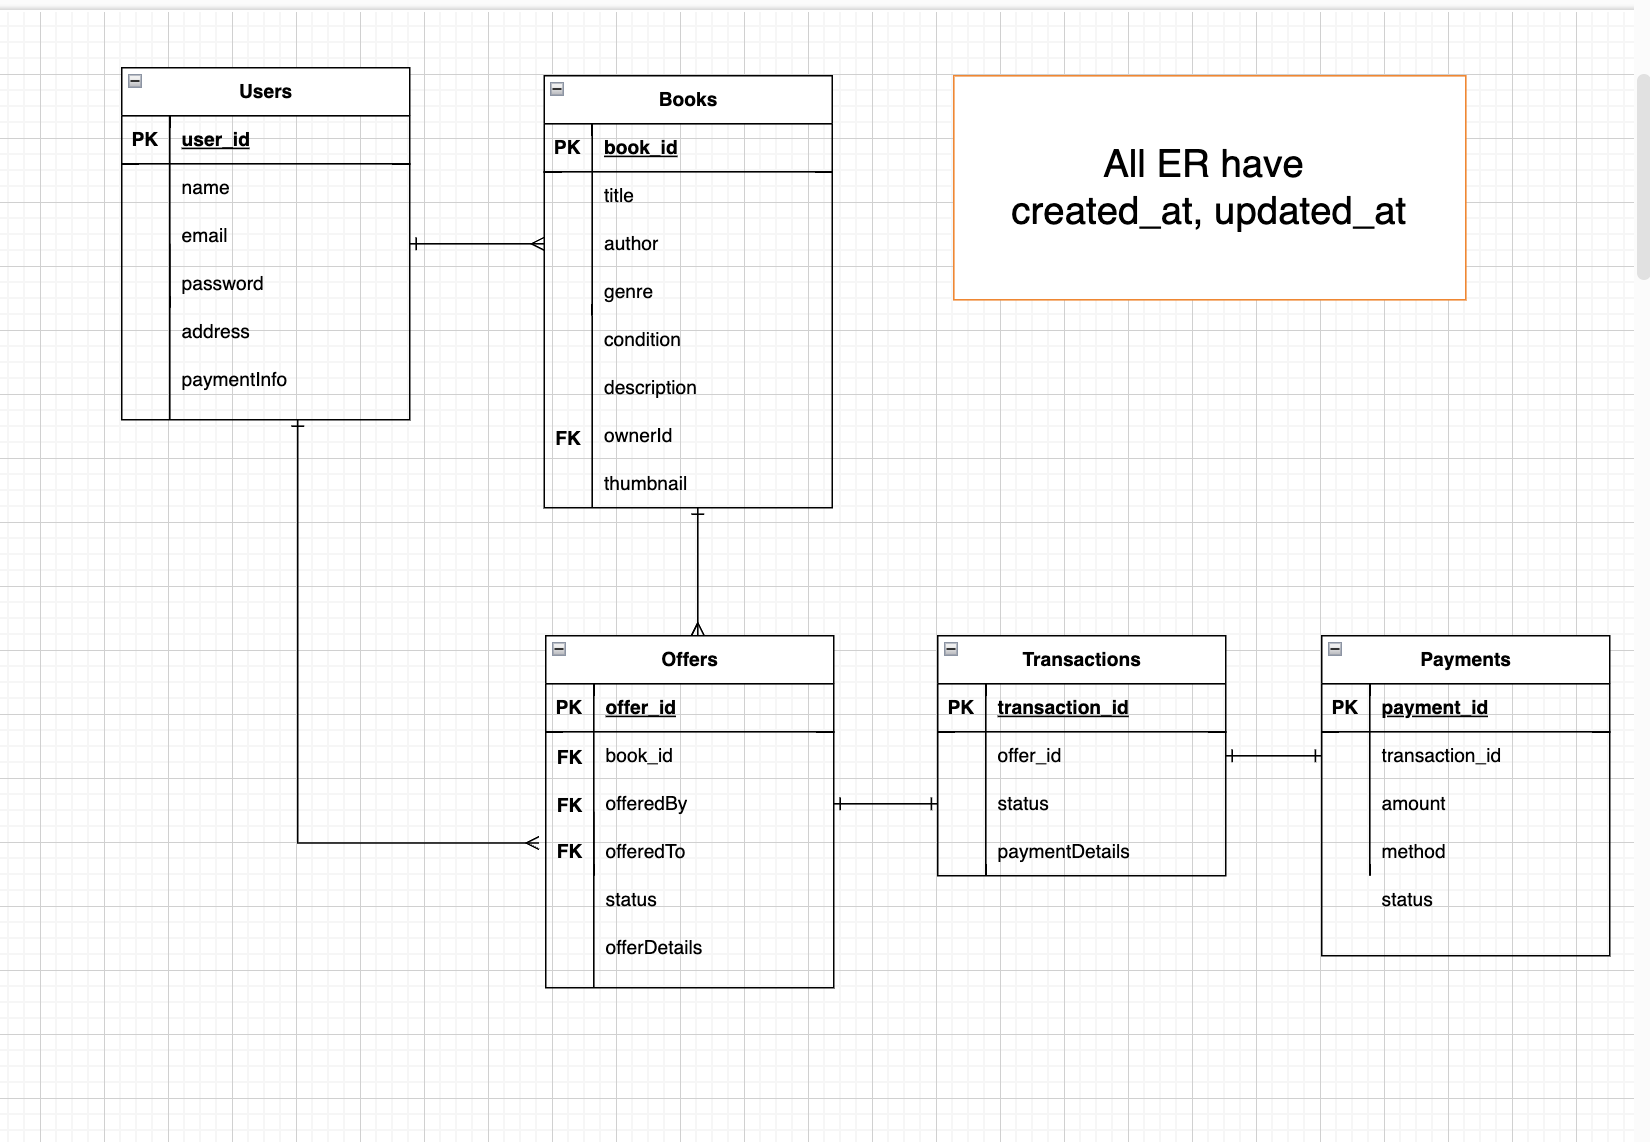 Users
PK user_id
name
email
password
address
paymentInfo
Books
PK book_id
title
author
genre
condition
description
FK ownerId
thumbnail
All ER have
created_at, updated_at
Offers
PK offer_id
FK book_id
FK offeredBy
FK offeredTo
status
offerDetails
Transactions
PK transaction_id
offer_id
status
paymentDetails
Payments
PK payment_id
transaction_id
amount
method
status